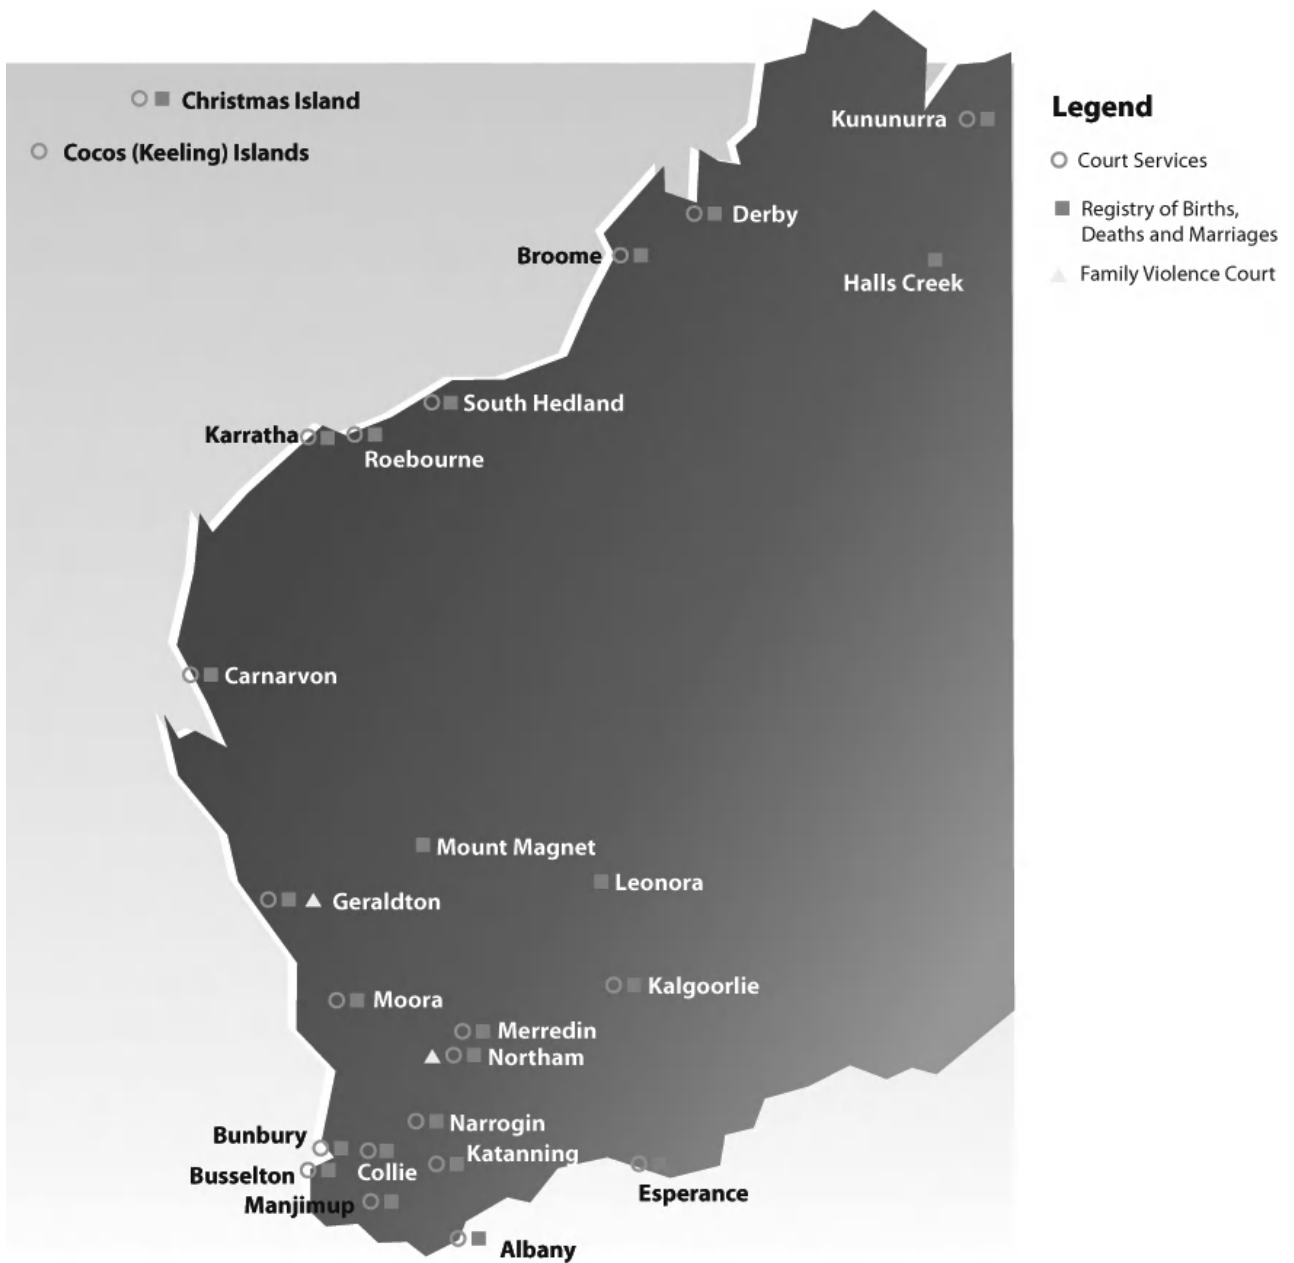 Christmas Island
Cocos (Keeling) Islands
Kununurra
Derby
Broome
Halls Creek
South Hedland
Karratha
Roebourne
Carnarvon
Mount Magnet
Leonora
Geraldton
Kalgoorlie
Moora
Merredin
Northam
Narrogin
Bunbury
Katanning
Collie
Busselton
Esperance
Manjimup
Albany
Legend
Court Services
Registry of Births,
Deaths and Marriages
Family Violence Court